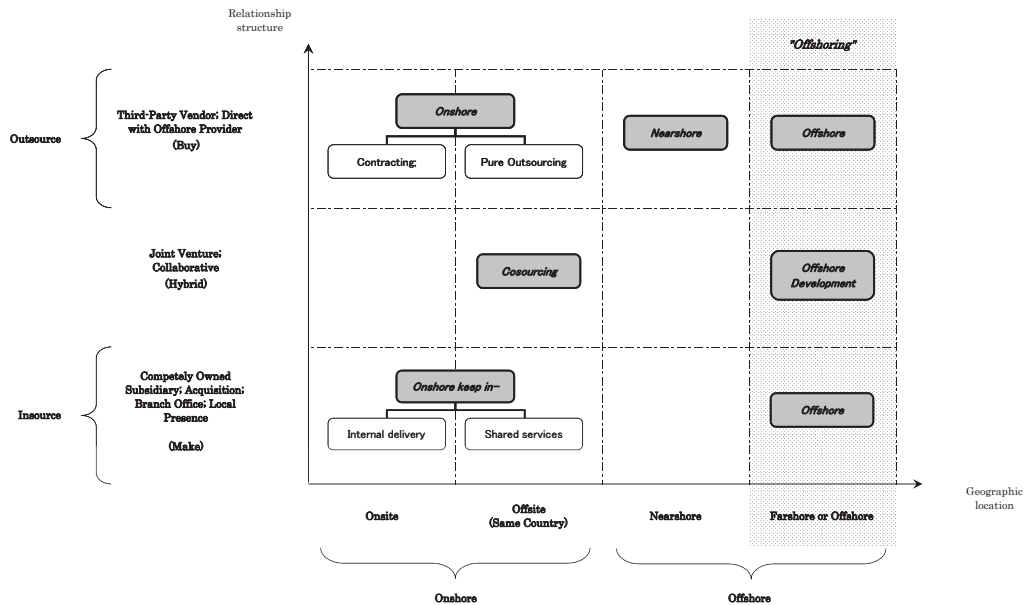 Relationship
structure
"Offshoring"
Outsource
Third-Party Vendor; Direct
with Offshore Provider
(Buy)
Onshore
Contracting;
Pure Outsourcing
Nearshore
Offshore
Joint Venture;
Collaborative
(Hybrid)
Cosourcing
Offshore
Development
Insource
Competely Owned
Subsidiary; Acquisition;
Branch Office; Local
Presence
(Make)
Onshore keep in-
Internal delivery
Shared services
Offshore
Geographic
location
Onsite
Offsite
(Same Country)
Nearshore
Farshore or Offshore
Onshore
Offshore